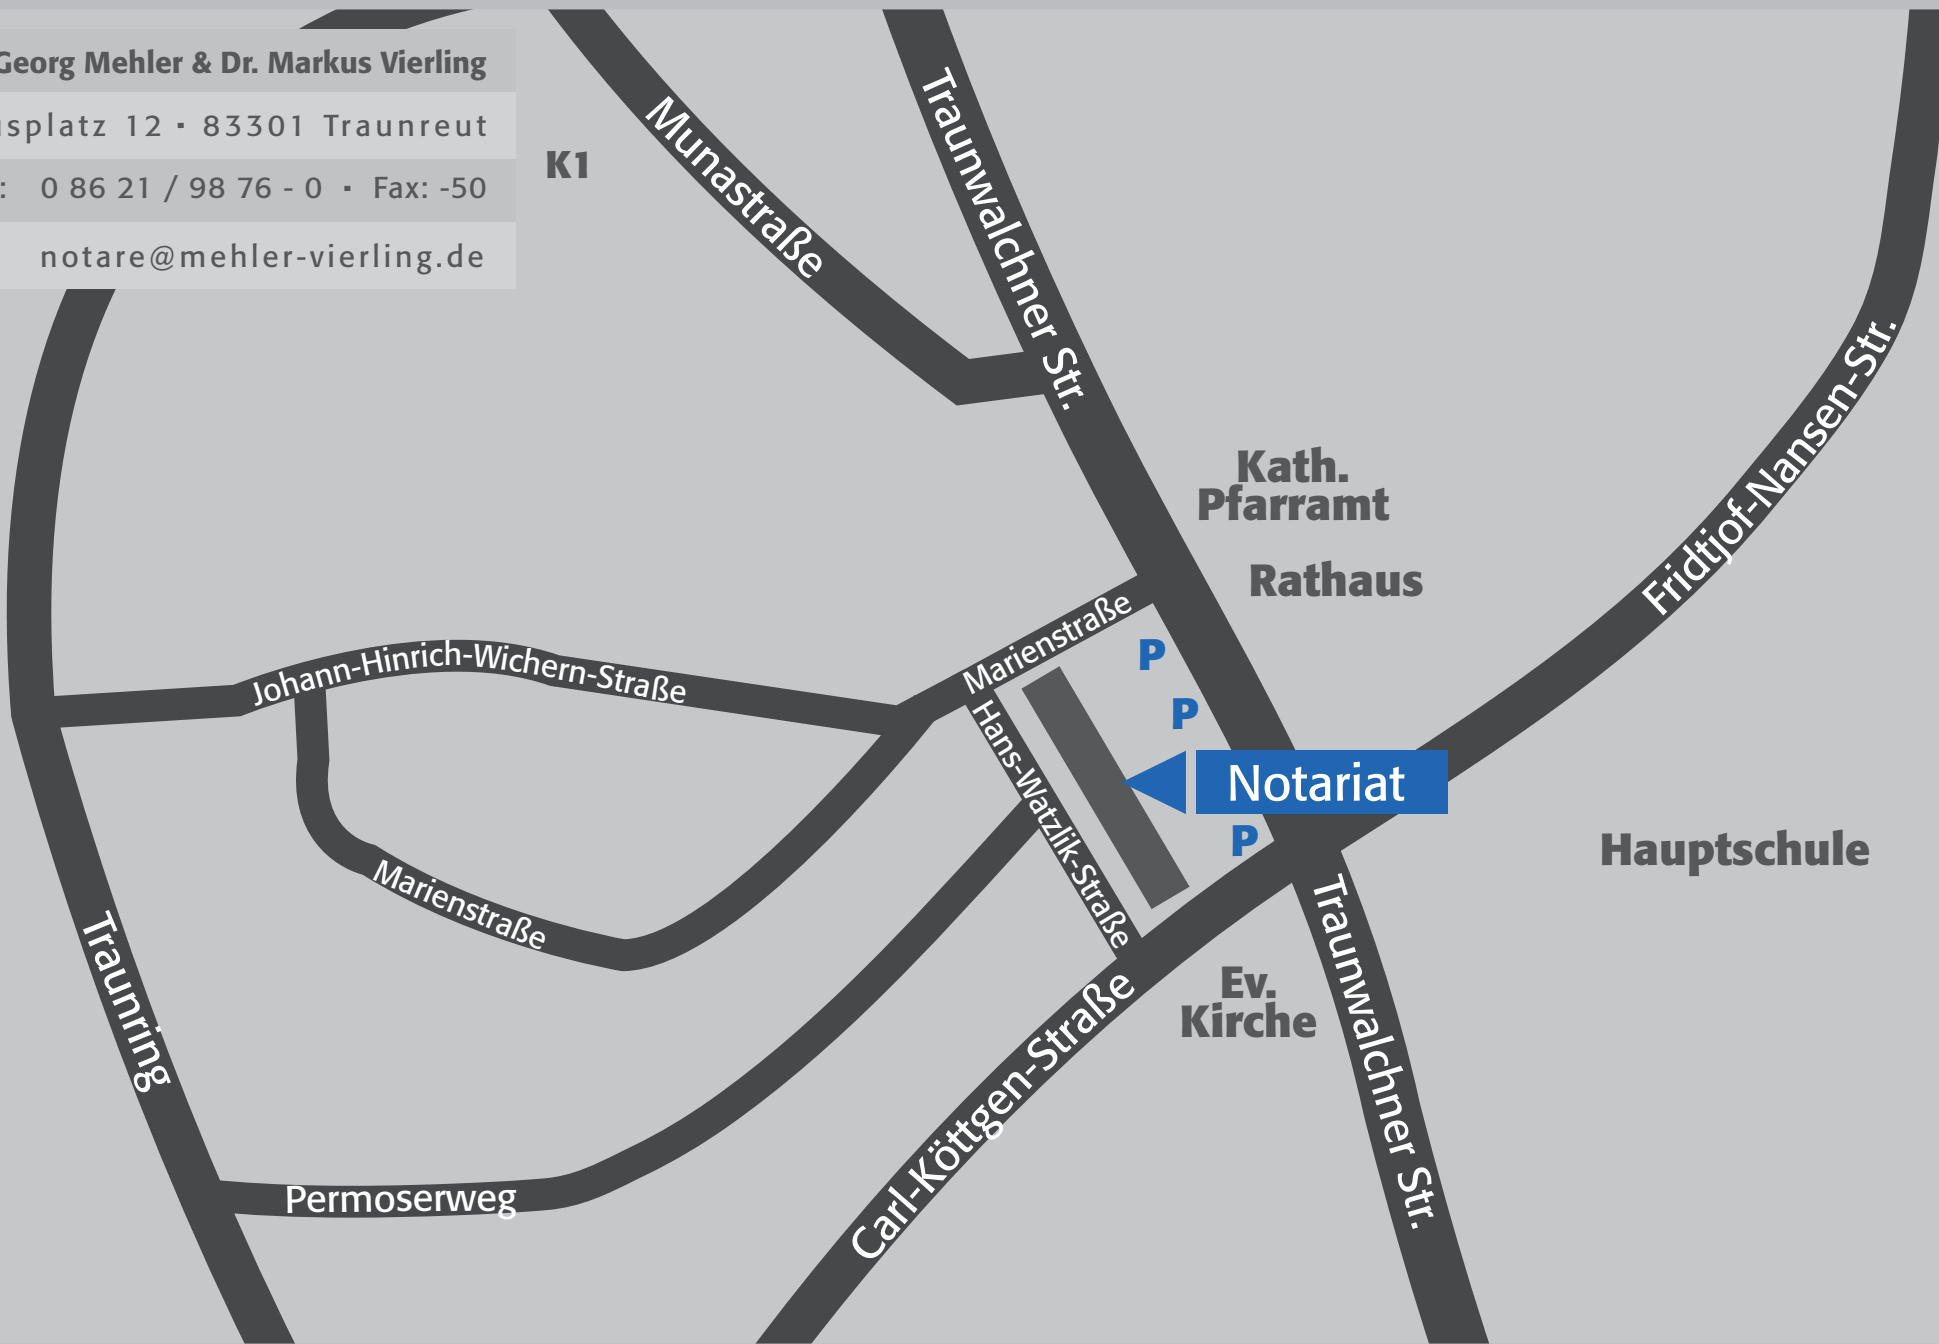 Georg Mehler & Dr. Markus Vierling
12 ▪ 83301 Traunreut
0 86 21 / 98 76 - 0 ▪ Fax: -50
notare@mehler-vierling.de
K1
Munastraße
Traunwalchner Str.
Fridtjof-Nansen-Str.
Kath.
Pfarramt
Rathaus
Marienstraße
Johann-Hinrich-Wichern-Straße
P
P
Hans-Watzlik-Straße
Notariat
P
Hauptschule
Marienstraße
Traunring
Ev.
Kirche
Traunwalchner Str.
Carl-Köttgen-Straße
Permoserweg